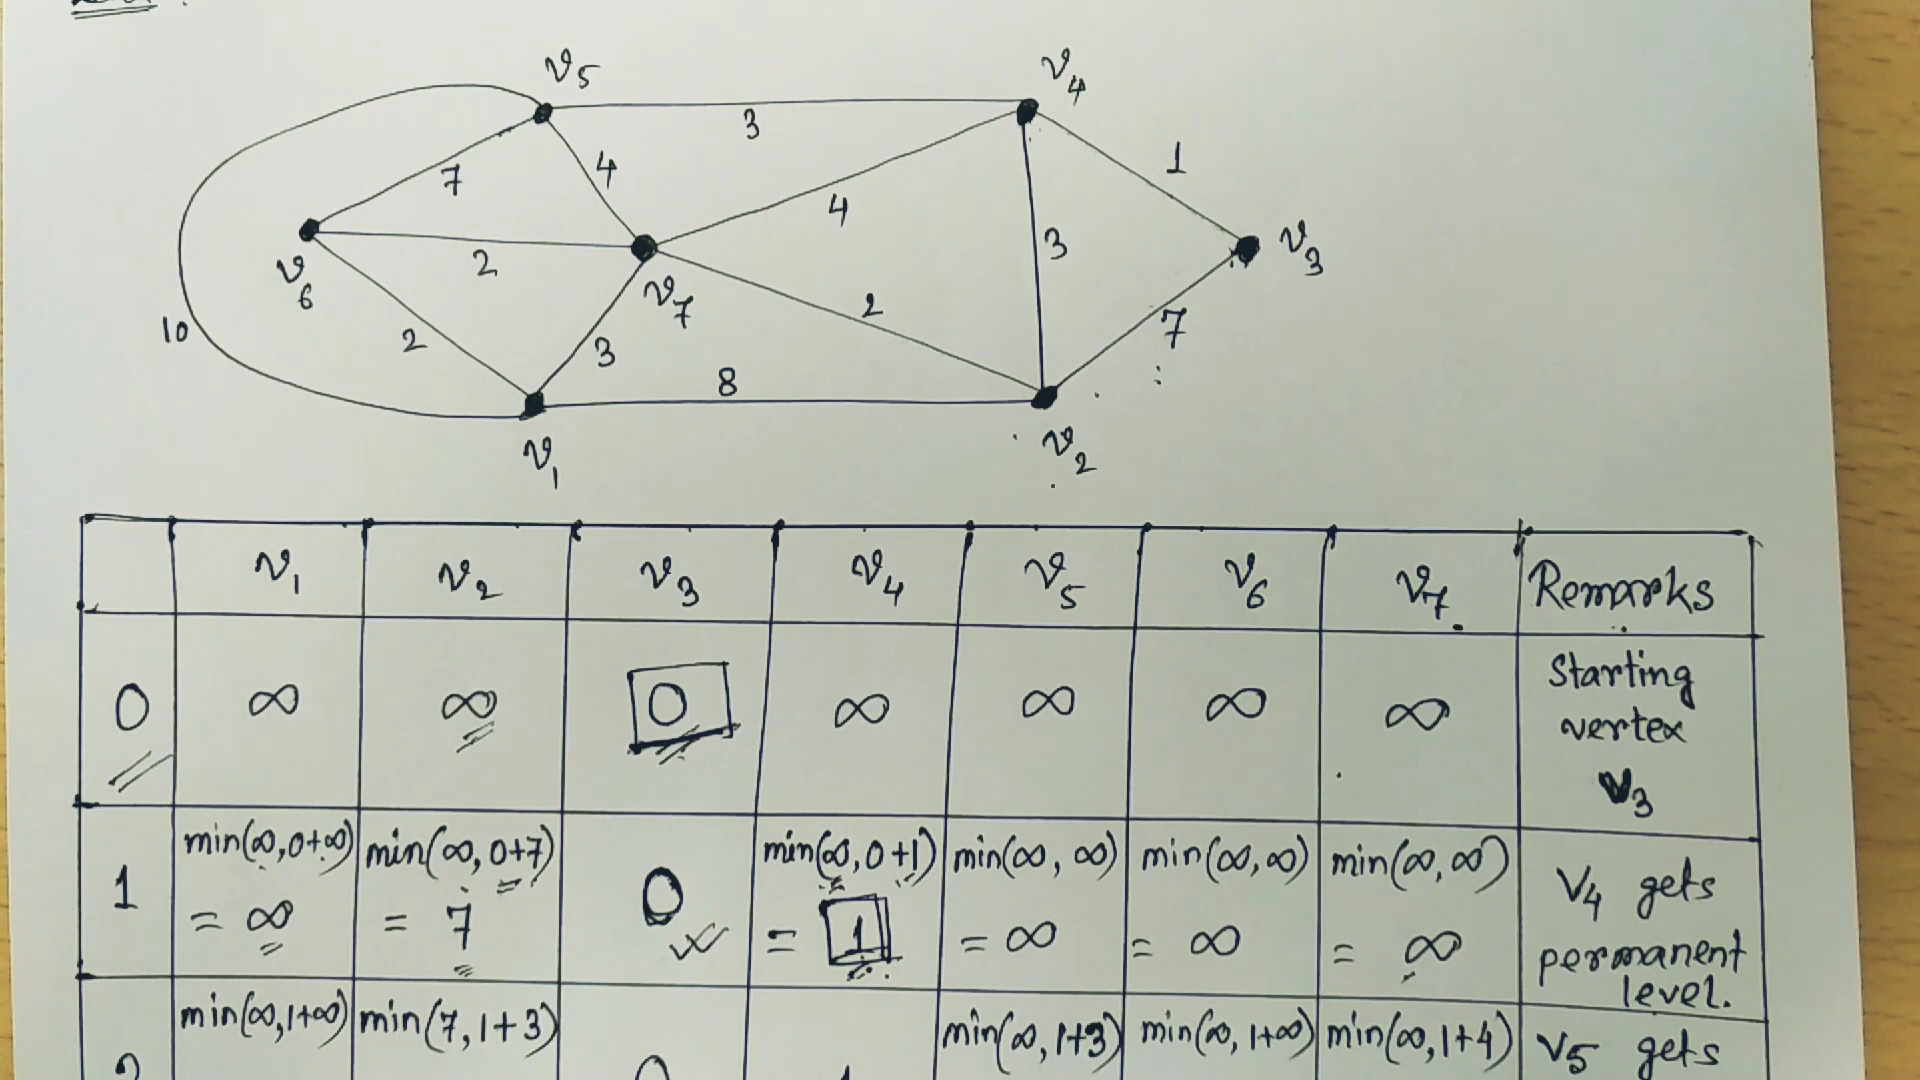 v5
v4
3
1
7
4
4
3
v3
v6
2
v7
2
10
2
3
7
8
v1
v2
v1 v2 v3 v4 v5 v6 v7. Remarks
0 ∞ ∞ 0 ∞ ∞ ∞ ∞ Starting
vertex
v3
min(∞,0+∞) min(∞,0+7) min(∞,0+1) min(∞,∞) min(∞,∞) min(∞,∞) V4 gets
1 = ∞ = 7 0 = 1 = ∞ = ∞ = ∞ permanent
level.
min(∞,1+∞) min(7,1+3) min(∞,1+3) min(∞,1+∞) min(∞,1+4) V5 gets